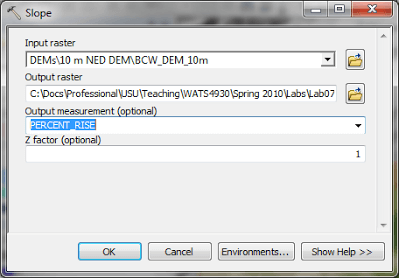 Slope
Input raster
DEMs\10 m NED DEM\BCW_DEM_10m
Output raster
C:\Docs\Professional\USU\Teaching\WATS4930\Spring 2010\Labs\Lab07
Output measurement (optional)
PERCENT_RISE
Z factor (optional)
1
OK
Cancel
Environments...
Show Help >>